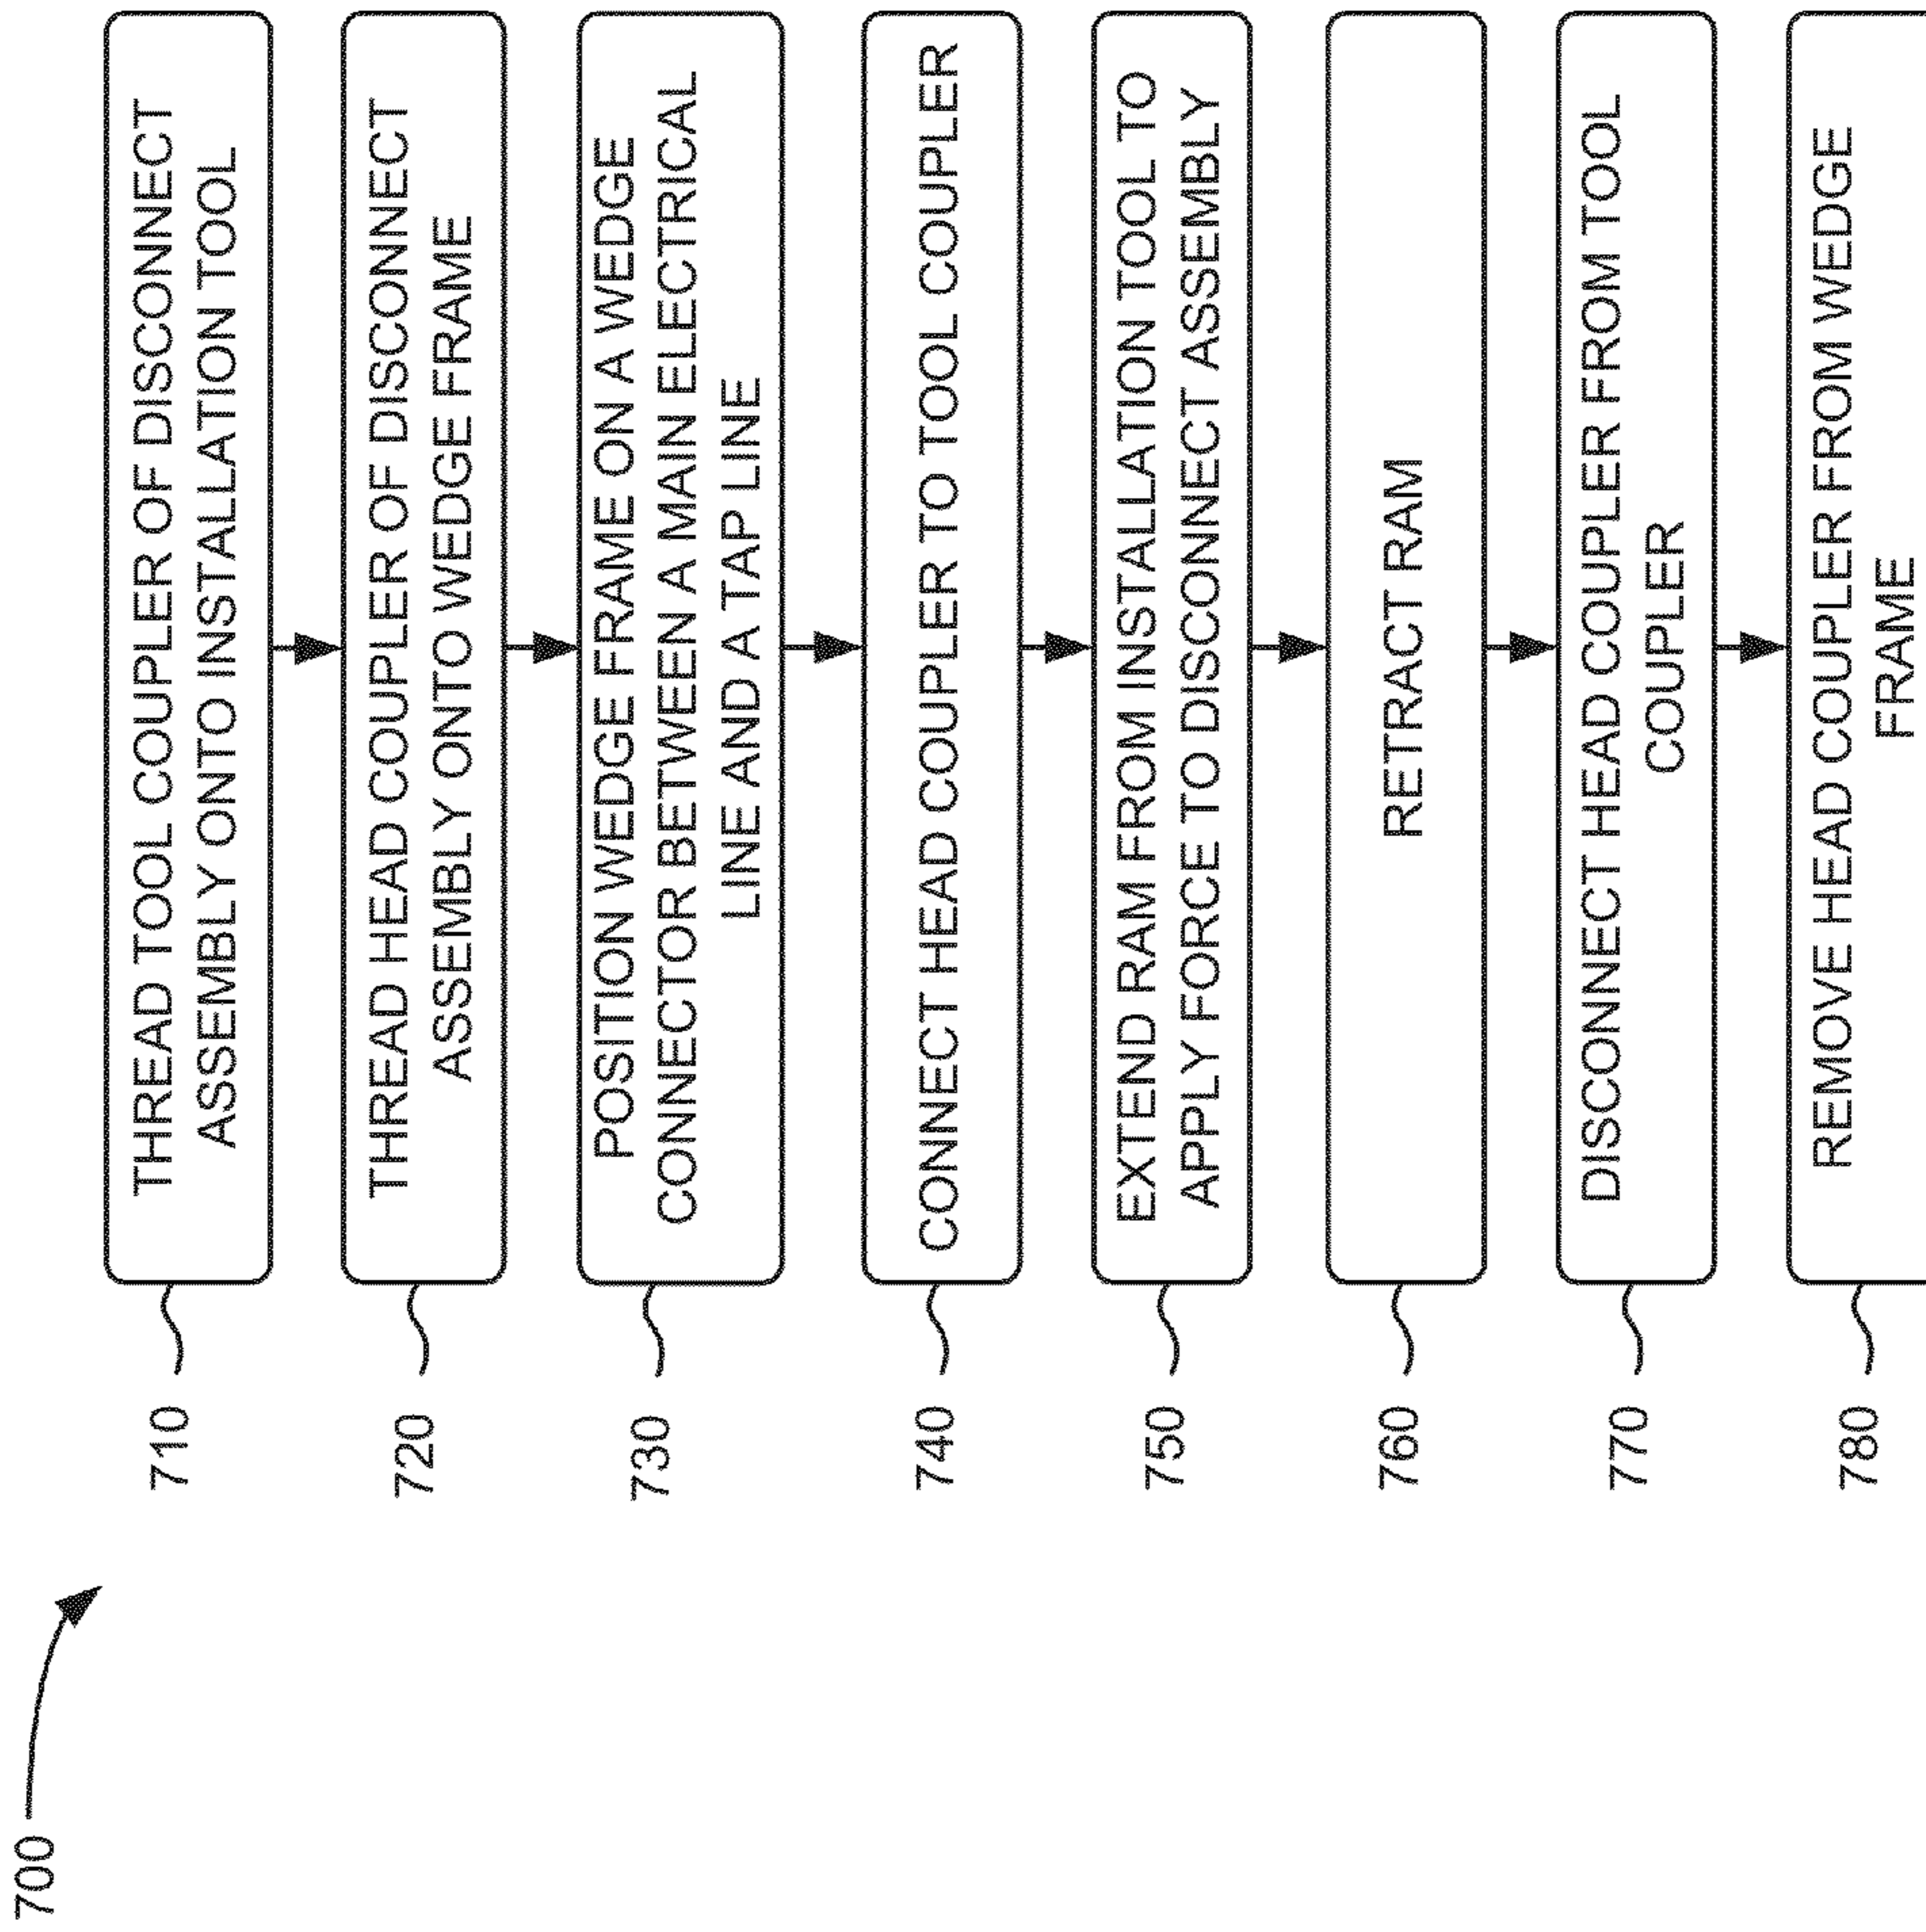 700
710
THREAD TOOL COUPLER OF DISCONNECT
ASSEMBLY ONTO INSTALLATION TOOL
720
THREAD HEAD COUPLER OF DISCONNECT
ASSEMBLY ONTO WEDGE FRAME
730
POSITION WEDGE FRAME ON A WEDGE
CONNECTOR BETWEEN A MAIN ELECTRICAL
LINE AND A TAP LINE
740
CONNECT HEAD COUPLER TO TOOL COUPLER
750
EXTEND RAM FROM INSTALLATION TOOL TO
APPLY FORCE TO DISCONNECT ASSEMBLY
760
RETRACT RAM
770
DISCONNECT HEAD COUPLER FROM TOOL
COUPLER
780
REMOVE HEAD COUPLER FROM WEDGE
FRAME